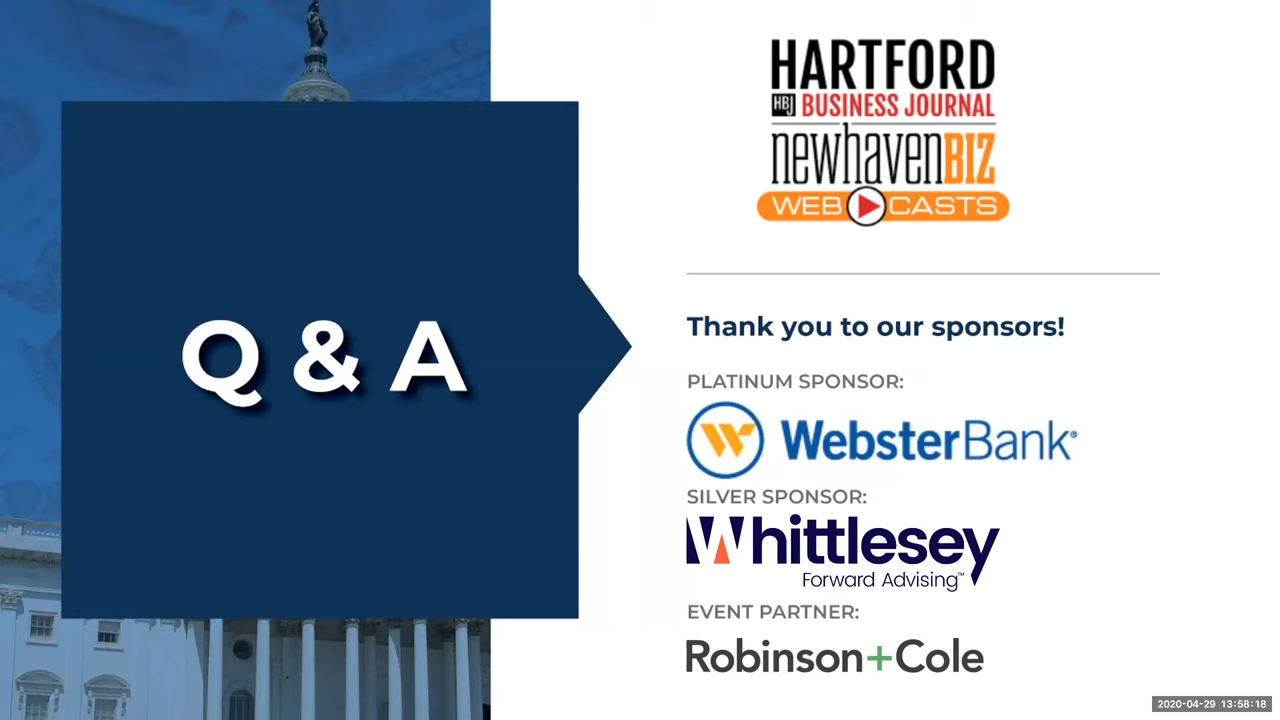 Q & A
HARTFORD
HBJ BUSINESS JOURNAL
newhavenBIZ
WEB CASTS
Thank you to our sponsors!
PLATINUM SPONSOR:
W WebsterBank®
SILVER SPONSOR:
Whittlesey
Forward Advising™
EVENT PARTNER:
Robinson+Cole
2020-04-29 13:58:18